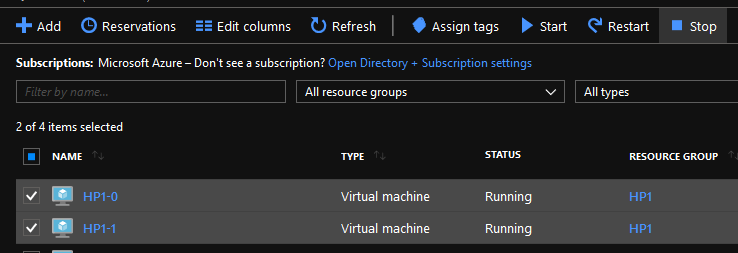 Add Reservations Edit columns Refresh Assign tags Start Restart Stop
Subscriptions: Microsoft Azure – Don't see a subscription? Open Directory + Subscription settings
Filter by name... All resource groups All types
2 of 4 items selected
NAME TYPE STATUS RESOURCE GROUP
HP1-0 Virtual machine Running HP1
HP1-1 Virtual machine Running HP1